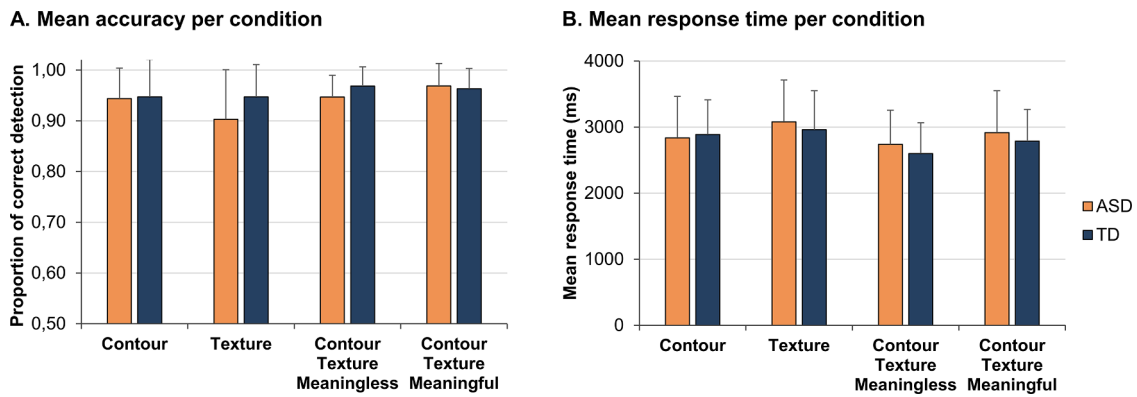 A. Mean accuracy per condition
Proportion of correct detection
1,00
0,90
0,80
0,70
0,60
0,50
Contour
Texture
Contour
Texture
Meaningless
Contour
Texture
Meaningful
B. Mean response time per condition
Mean response time (ms)
4000
3000
2000
1000
0
Contour
Texture
Contour
Texture
Meaningless
Contour
Texture
Meaningful
ASD
TD